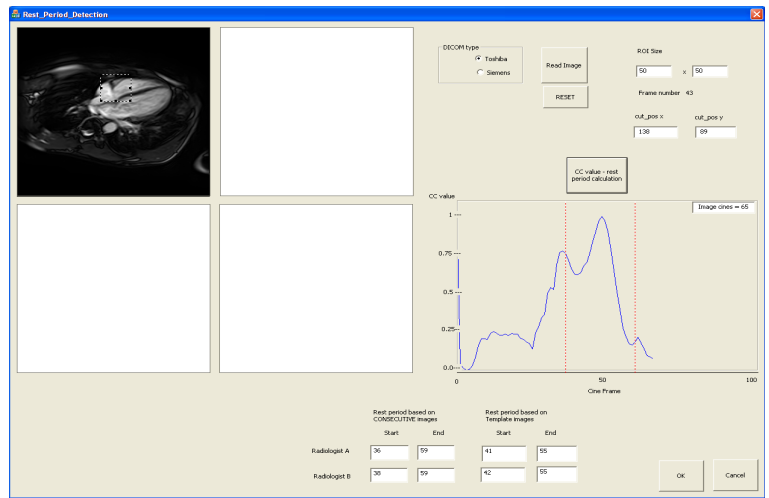 Rest_Period_Detection
DICOM type
Toshiba
Siemens
Read Image
RESET
ROI Size
50 x 50
Frame number 43
cut_pos x cut_pos y
138 89
CC value - rest
period calculation
CC value
Image cines = 65
1
0.75
0.5
0.25
0.0
0 50 100
Cine Frame
Rest period based on
CONSECUTIVE images
Rest period based on
Template images
Start End Start End
Radiologist A 36 59 41 55
Radiologist B 38 59 42 55
OK Cancel